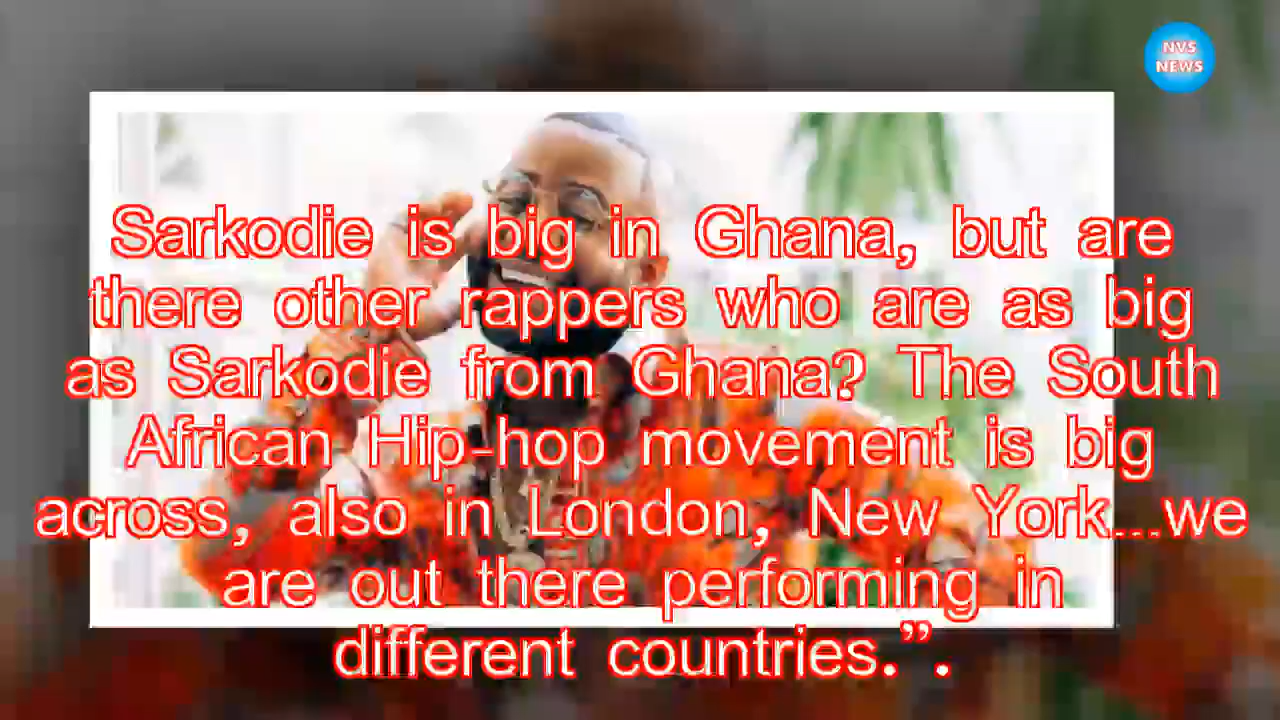 NVS
NEWS
Sarkodie is big in Ghana, but are
there other rappers who are as big
as Sarkodie from Ghana? The South
African Hip-hop movement is big
across, also in London, New York...we
are out there performing in
different countries.”.